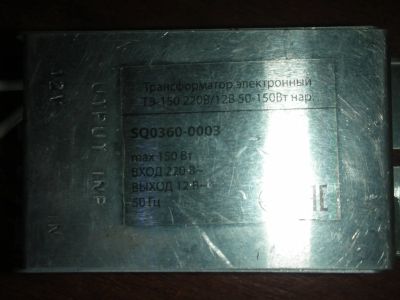 Трансформатор электронный
ТЭ-150 220В/12В 50-150Вт нар.
SQ0360-0003
max 150 Вт
ВХОД 220 В~
ВЫХОД 12 В~
50 Гц
12V
INP